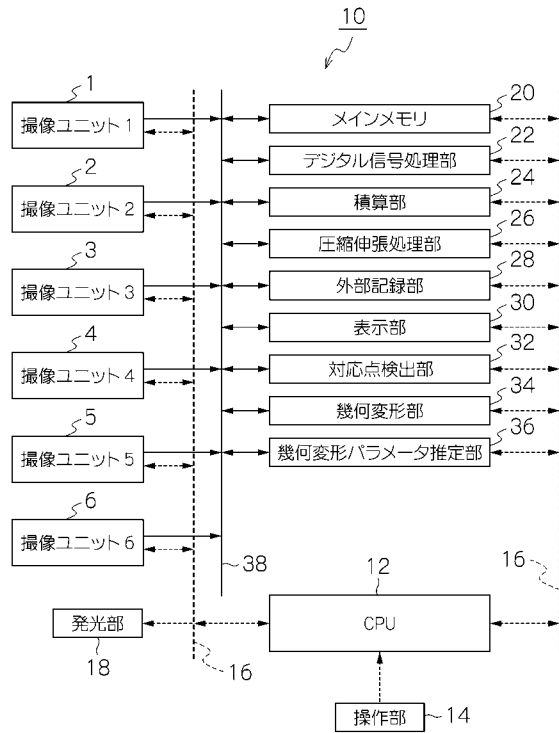 10
1
撮像ユニット1
2
撮像ユニット2
3
撮像ユニット3
4
撮像ユニット4
5
撮像ユニット5
6
撮像ユニット6
発光部
18
16
38
20
メインメモリ
22
デジタル信号処理部
24
積算部
26
圧縮伸張処理部
28
外部記録部
30
表示部
32
対応点検出部
34
幾何変形部
36
幾何変形パラメータ推定部
12
CPU
16
操作部
14